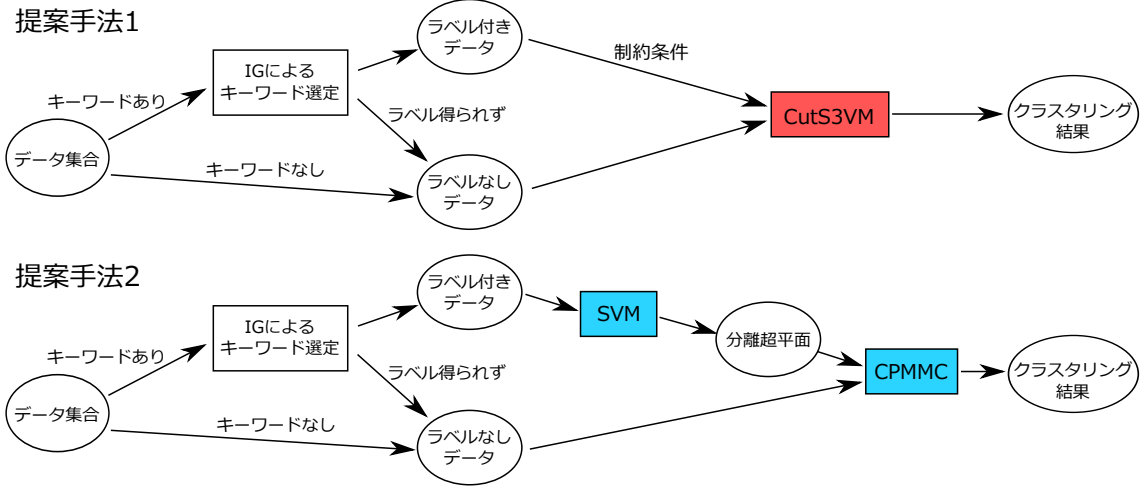 提案手法1
ラベル付き
データ
制約条件
IGによる
キーワード選定
キーワードあり
ラベル得られず
CutS3VM
クラスタリング
結果
データ集合
キーワードなし
ラベルなし
データ
提案手法2
ラベル付き
データ
SVM
IGによる
キーワード選定
分離超平面
キーワードあり
ラベル得られず
CPMMC
クラスタリング
結果
データ集合
キーワードなし
ラベルなし
データ